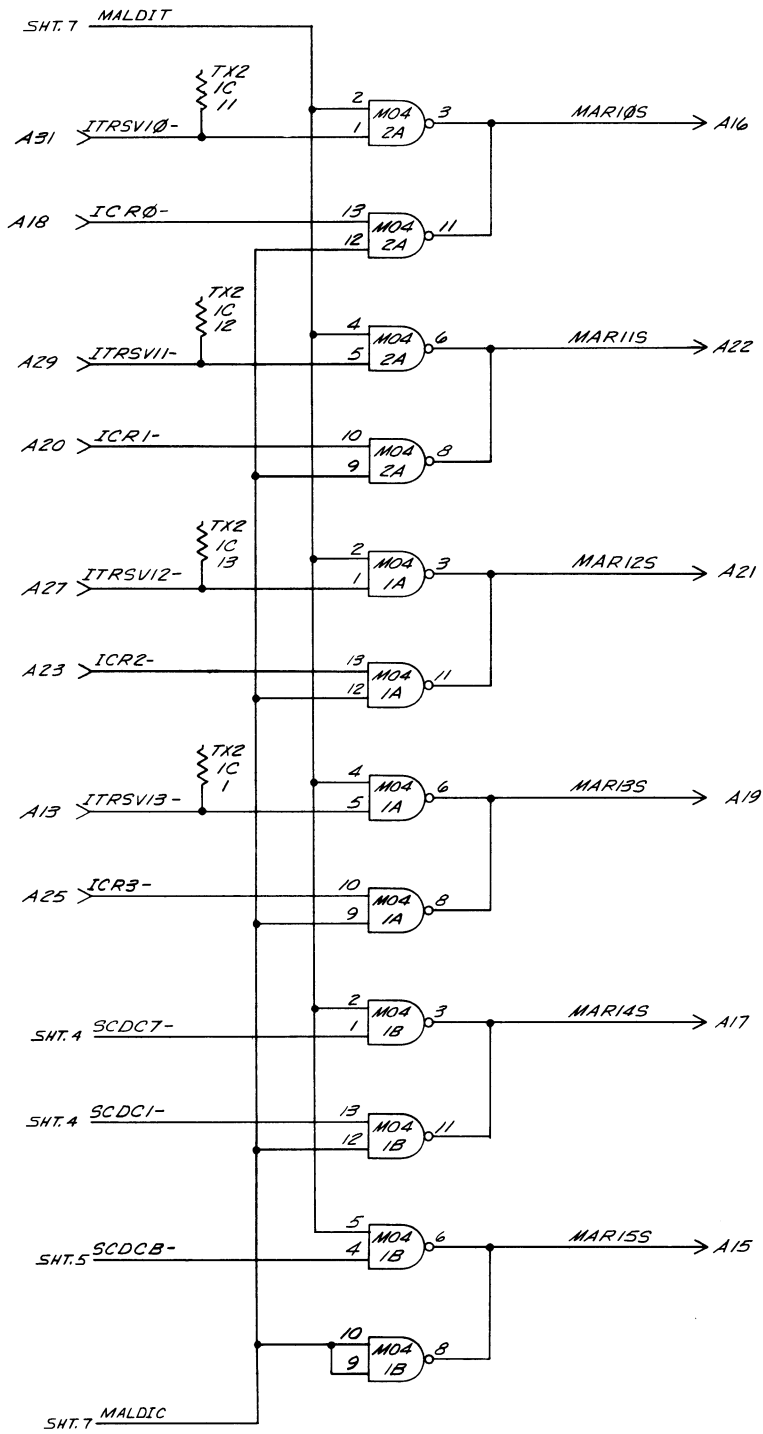 SHT. 7 MALDIT
TX2
1C
11
2 M04 3 MAR1ØS A16
A31 ITRSV1Ø- 1 2A
A18 ICRØ- 13 M04
12 2A 11
TX2
1C
12
4 M04 6 MAR11S A22
A29 ITRSV11- 5 2A
A20 ICR1- 10 M04 8
9 2A
TX2
1C
13
2 M04 3 MAR12S A21
A27 ITRSV12- 1 1A
A23 ICR2- 13 M04 11
12 1A
TX2
1C
1
4 M04 6 MAR13S A19
A13 ITRSV13- 5 1A
A25 ICR3- 10 M04 8
9 1A
2 M04 3 MAR14S A17
SHT. 4 SCDC7- 1 1B
SHT. 4 SCDC1- 13 M04 11
12 1B
5 M04 6 MAR15S A15
SHT. 5 SCDCB- 4 1B
10 M04 8
9 1B
SHT. 7 MALDIC